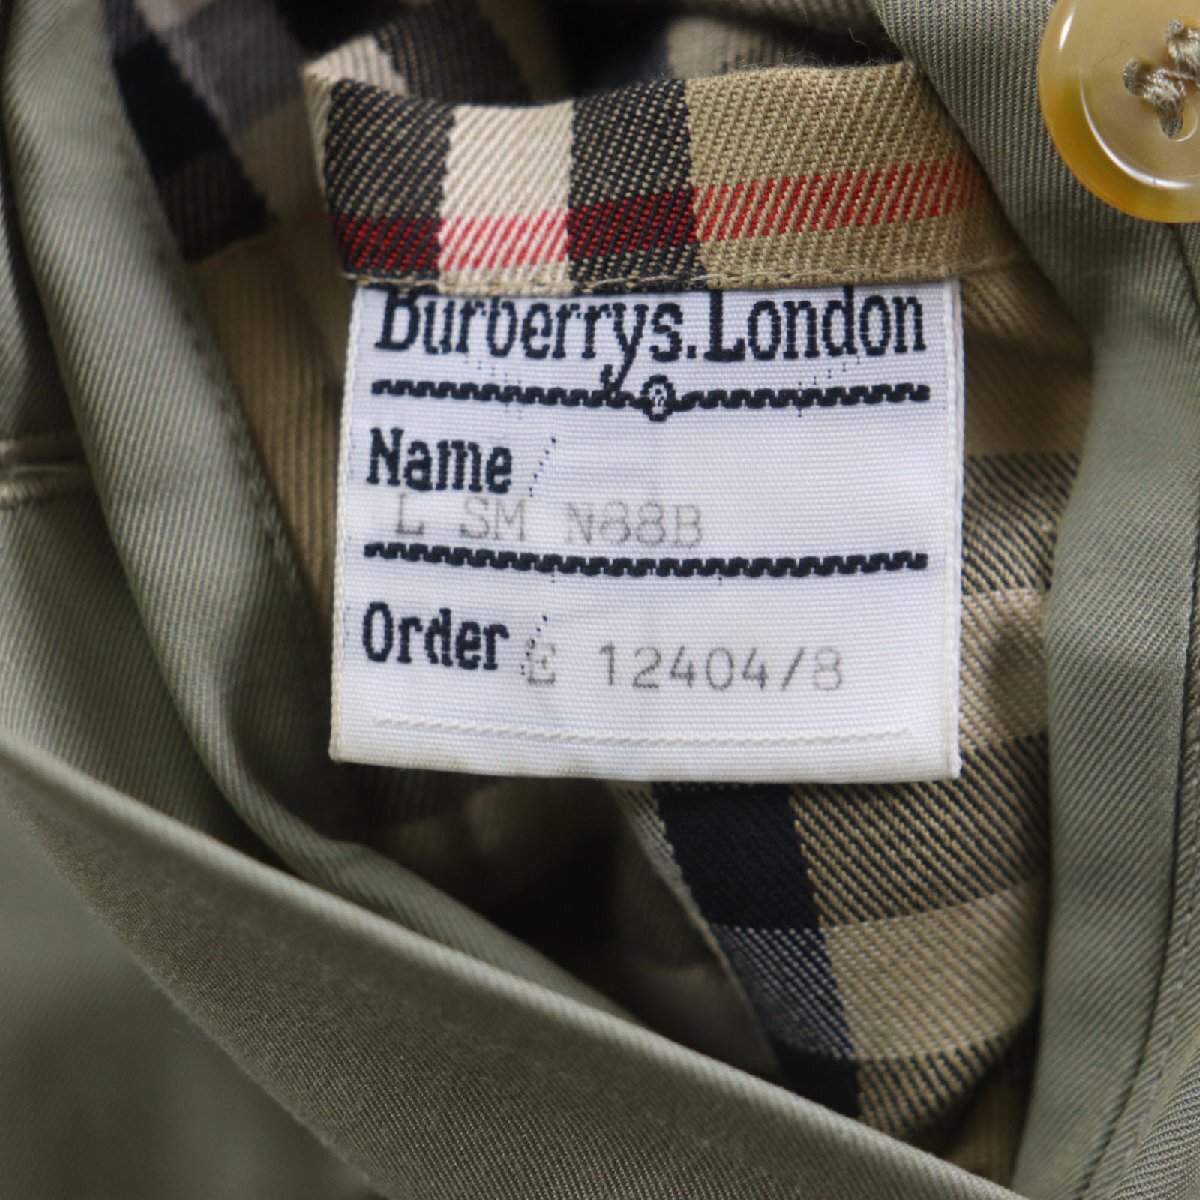 Burberrys.London
Name
L SM N88B
Order E 12404/8